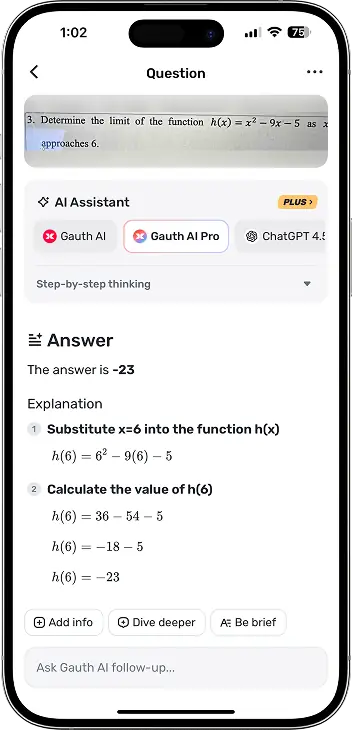 1:02
75
Question
3. Determine the limit of the function h(x) = x² − 9x − 5 as x
approaches 6.
AI Assistant
PLUS ›
Gauth AI
Gauth AI Pro
ChatGPT 4.5
Step-by-step thinking
Answer
The answer is -23
Explanation
1 Substitute x=6 into the function h(x)
h(6) = 6² − 9(6) − 5
2 Calculate the value of h(6)
h(6) = 36 − 54 − 5
h(6) = −18 − 5
h(6) = −23
Add info
Dive deeper
Be brief
Ask Gauth AI follow-up...